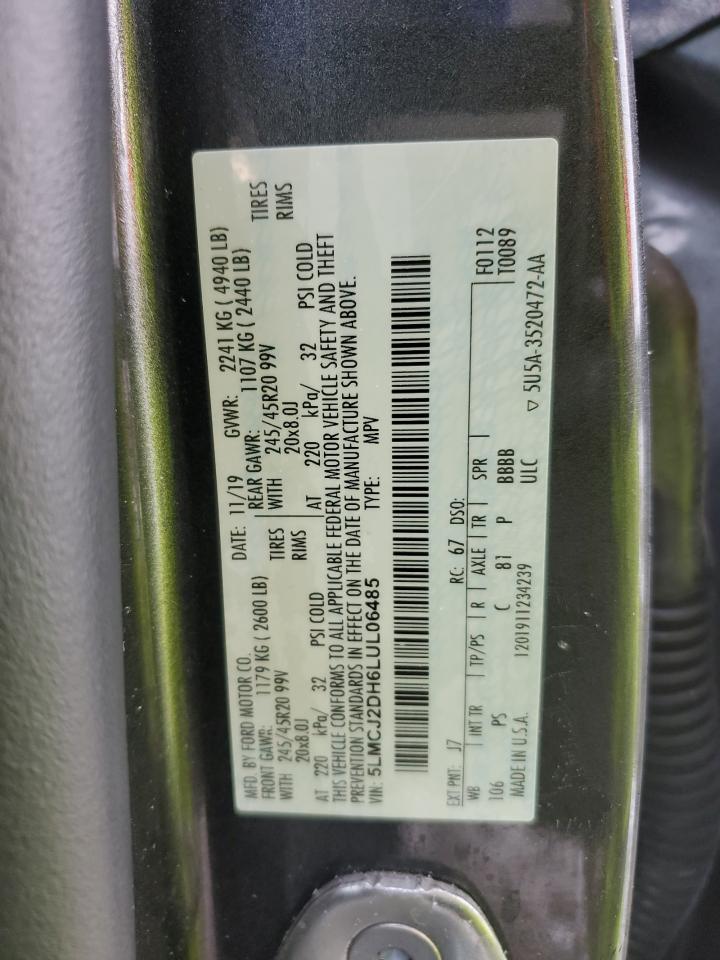 MFD. BY FORD MOTOR CO.
DATE: 11/19 GVWR: 2241 KG ( 4940 LB)
FRONT GAWR: 1179 KG ( 2600 LB)
REAR GAWR: 1107 KG ( 2440 LB)
WITH 245/45R20 99V TIRES
WITH 245/45R20 99V TIRES
20x8.0J RIMS
20x8.0J RIMS
AT 220 kPa/ 32 PSI COLD
AT 220 kPa/ 32 PSI COLD
THIS VEHICLE CONFORMS TO ALL APPLICABLE FEDERAL MOTOR VEHICLE SAFETY AND THEFT
PREVENTION STANDARDS IN EFFECT ON THE DATE OF MANUFACTURE SHOWN ABOVE.
VIN: 5LMCJ2DH6LUL06485 TYPE: MPV
EXT PNT: J7 RC: 67 DSO:
WB INT TR TP/PS R AXLE TR SPR F0112
106 PS C 81 P BBBB T0089
MADE IN U.S.A. 1201911234239 ULC
▽ 5U5A-3520472-AA